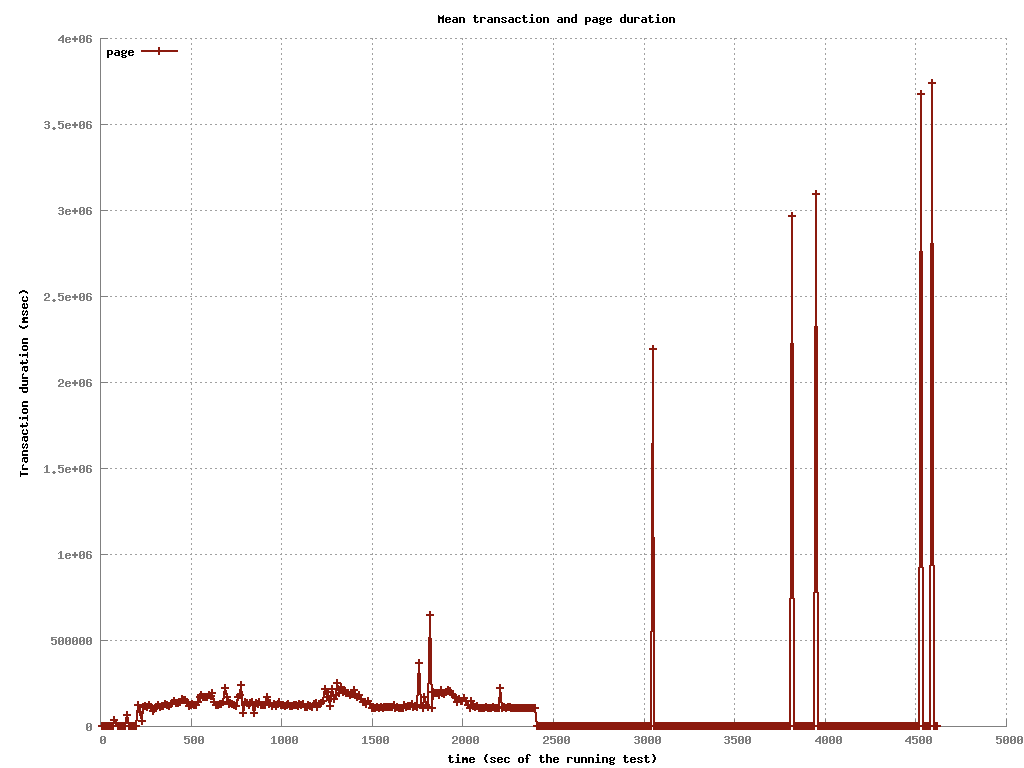 Mean transaction and page duration
4e+06
page
3.5e+06
3e+06
2.5e+06
Transaction duration (msec)
2e+06
1.5e+06
1e+06
500000
0
0 500 1000 1500 2000 2500 3000 3500 4000 4500 5000
time (sec of the running test)